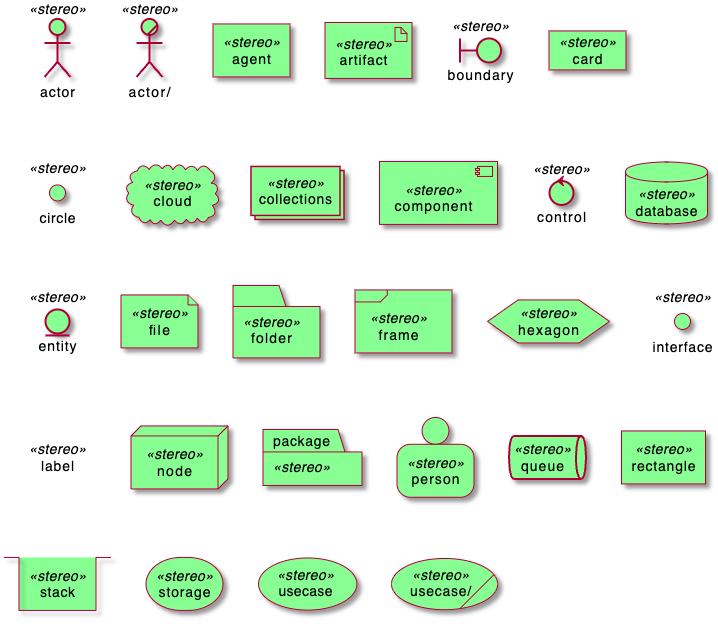 «stereo»
actor
«stereo»
actor/
«stereo»
agent
«stereo»
artifact
«stereo»
boundary
«stereo»
card
«stereo»
circle
«stereo»
cloud
«stereo»
collections
«stereo»
component
«stereo»
control
«stereo»
database
«stereo»
entity
«stereo»
file
«stereo»
folder
«stereo»
frame
«stereo»
hexagon
«stereo»
interface
«stereo»
label
«stereo»
node
package
«stereo»
«stereo»
person
«stereo»
queue
«stereo»
rectangle
«stereo»
stack
«stereo»
storage
«stereo»
usecase
«stereo»
usecase/